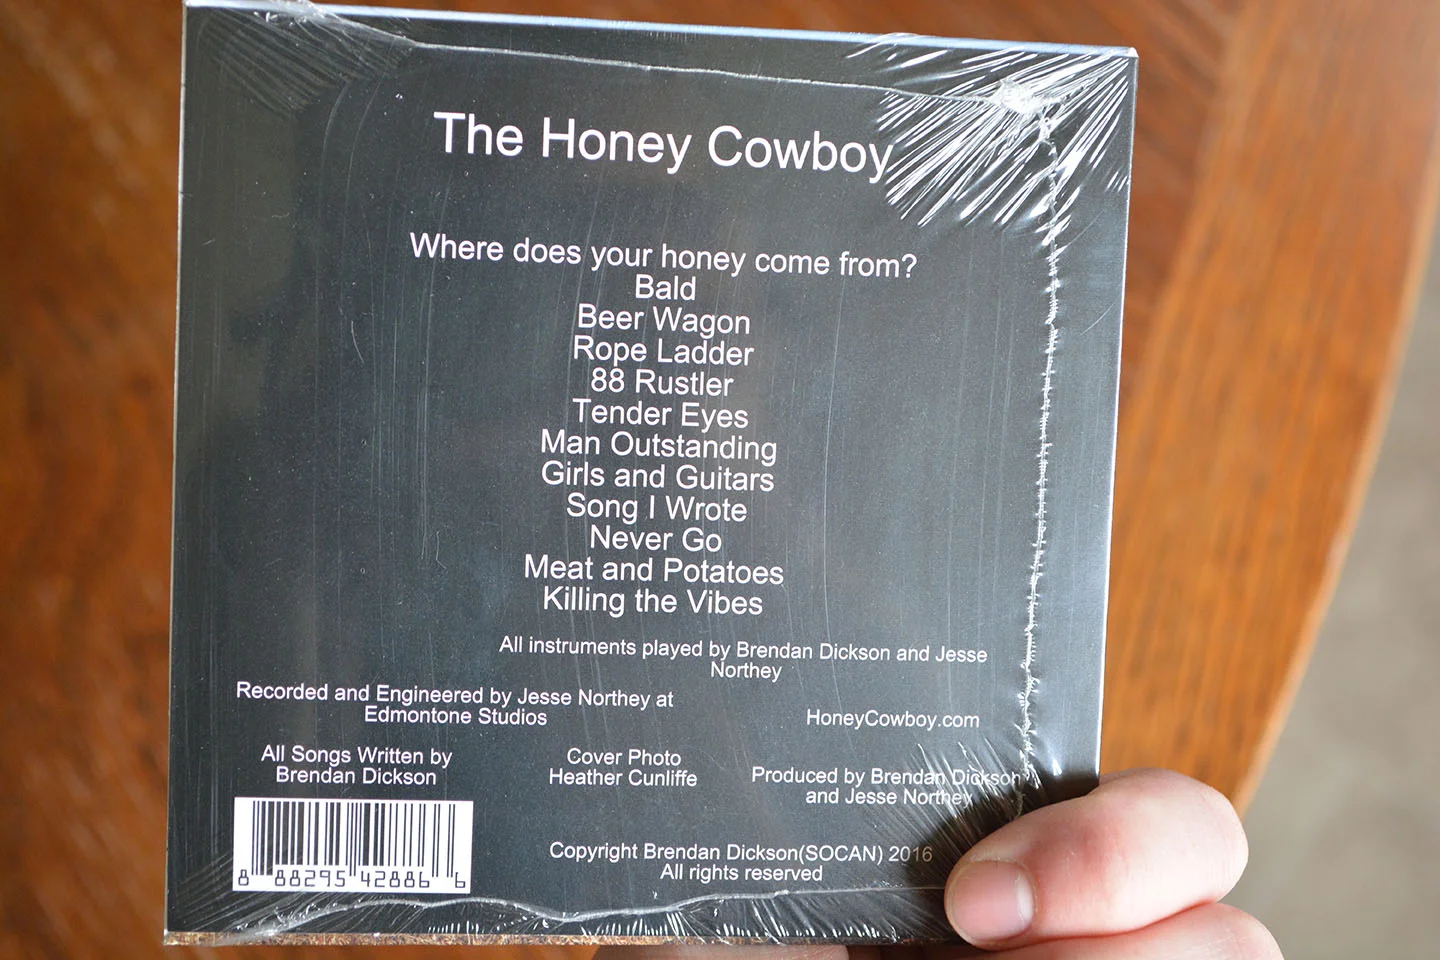 The Honey Cowboy
Where does your honey come from?
Bald
Beer Wagon
Rope Ladder
88 Rustler
Tender Eyes
Man Outstanding
Girls and Guitars
Song I Wrote
Never Go
Meat and Potatoes
Killing the Vibes
All instruments played by Brendan Dickson and Jesse
Northey
Recorded and Engineered by Jesse Northey at
Edmontone Studios
HoneyCowboy.com
All Songs Written by
Brendan Dickson
Cover Photo
Heather Cunliffe
Produced by Brendan Dickson
and Jesse Northey
8 88295 42886 6
Copyright Brendan Dickson(SOCAN) 2016
All rights reserved